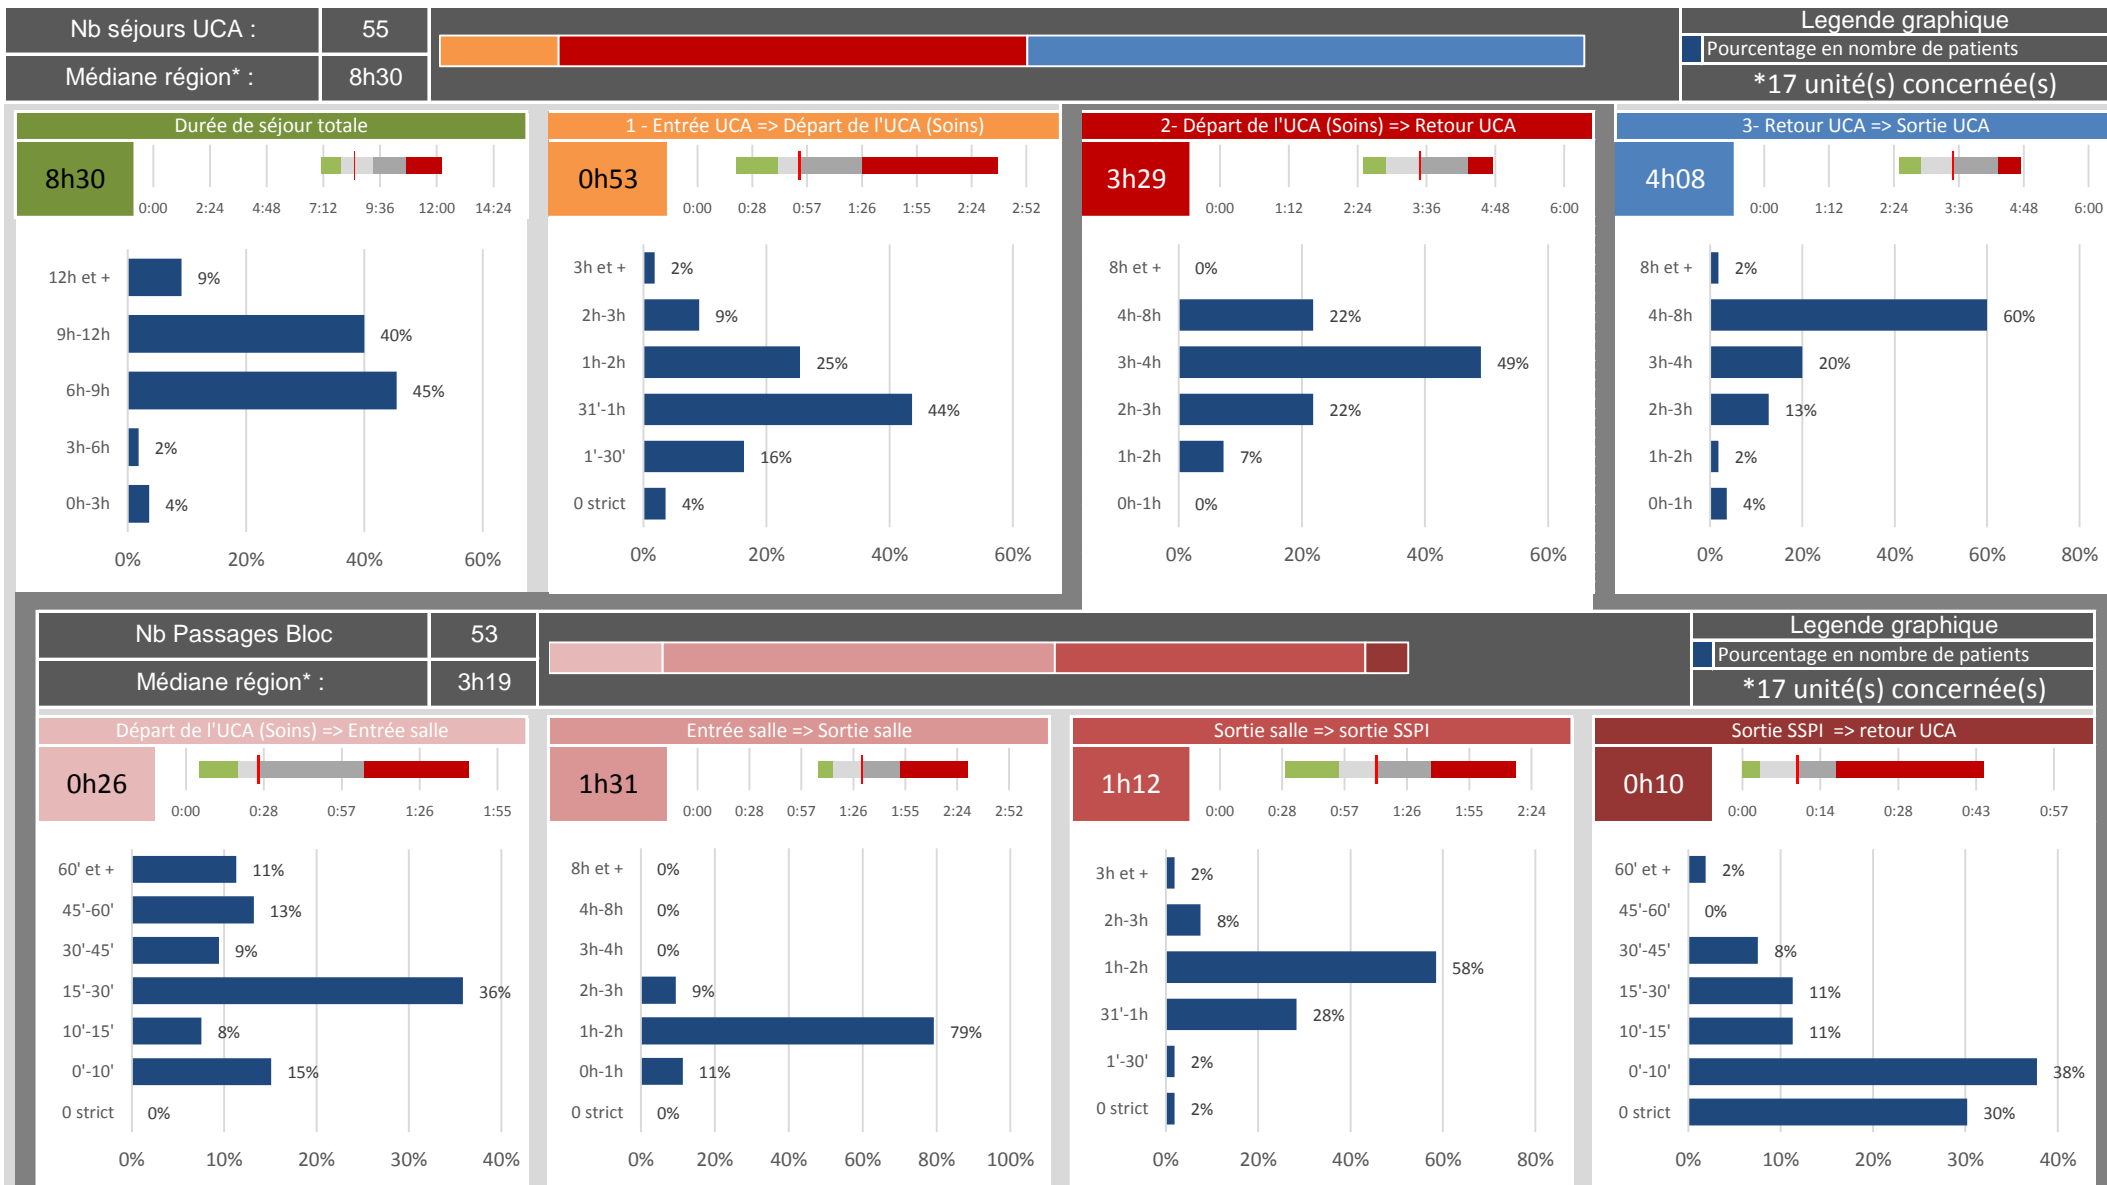 Nb séjours UCA :
55
Médiane région* :
8h30
Legende graphique
Pourcentage en nombre de patients
*17 unité(s) concernée(s)
Durée de séjour totale
8h30
0:00 2:24 4:48 7:12 9:36 12:00 14:24
12h et + 9%
9h-12h 40%
6h-9h 45%
3h-6h 2%
0h-3h 4%
0% 20% 40% 60%
1 - Entrée UCA => Départ de l'UCA (Soins)
0h53
0:00 0:28 0:57 1:26 1:55 2:24 2:52
3h et + 2%
2h-3h 9%
1h-2h 25%
31'-1h 44%
1'-30' 16%
0 strict 4%
0% 20% 40% 60%
2- Départ de l'UCA (Soins) => Retour UCA
3h29
0:00 1:12 2:24 3:36 4:48 6:00
8h et + 0%
4h-8h 22%
3h-4h 49%
2h-3h 22%
1h-2h 7%
0h-1h 0%
0% 20% 40% 60%
3- Retour UCA => Sortie UCA
4h08
0:00 1:12 2:24 3:36 4:48 6:00
8h et + 2%
4h-8h 60%
3h-4h 20%
2h-3h 13%
1h-2h 2%
0h-1h 4%
0% 20% 40% 60% 80%
Nb Passages Bloc
53
Médiane région* :
3h19
Legende graphique
Pourcentage en nombre de patients
*17 unité(s) concernée(s)
Départ de l'UCA (Soins) => Entrée salle
0h26
0:00 0:28 0:57 1:26 1:55
60' et + 11%
45'-60' 13%
30'-45' 9%
15'-30' 36%
10'-15' 8%
0'-10' 15%
0 strict 0%
0% 10% 20% 30% 40%
Entrée salle => Sortie salle
1h31
0:00 0:28 0:57 1:26 1:55 2:24 2:52
8h et + 0%
4h-8h 0%
3h-4h 0%
2h-3h 9%
1h-2h 79%
0h-1h 11%
0 strict 0%
0% 20% 40% 60% 80% 100%
Sortie salle => sortie SSPI
1h12
0:00 0:28 0:57 1:26 1:55 2:24
3h et + 2%
2h-3h 8%
1h-2h 58%
31'-1h 28%
1'-30' 2%
0 strict 2%
0% 20% 40% 60% 80%
Sortie SSPI => retour UCA
0h10
0:00 0:14 0:28 0:43 0:57
60' et + 2%
45'-60' 0%
30'-45' 8%
15'-30' 11%
10'-15' 11%
0'-10' 38%
0 strict 30%
0% 10% 20% 30% 40%